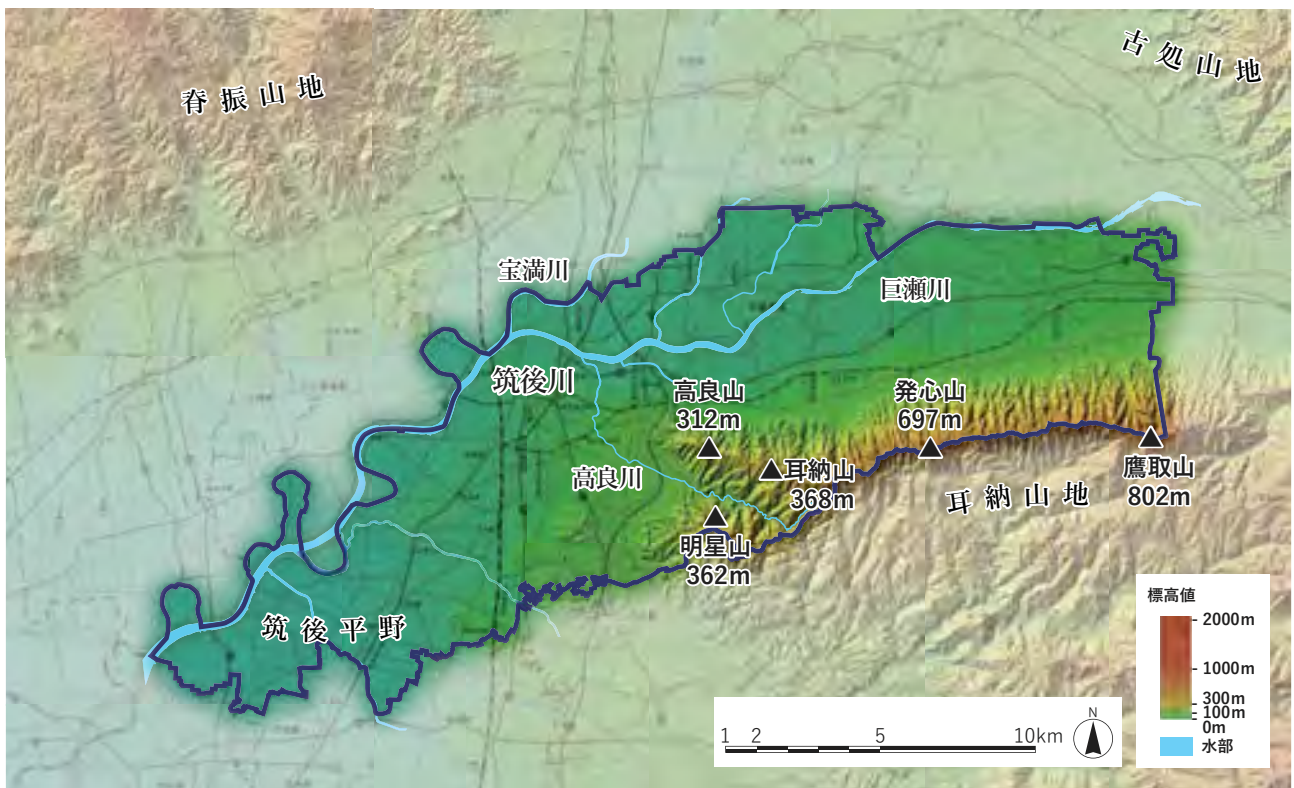 脊振山地
古処山地
宝満川
巨瀬川
筑後川
高良山
312m
発心山
697m
高良川
耳納山
368m
鷹取山
802m
耳納山地
明星山
362m
筑後平野
標高値
2000m
1000m
300m
100m
0m
水部
1 2 5 10km
N